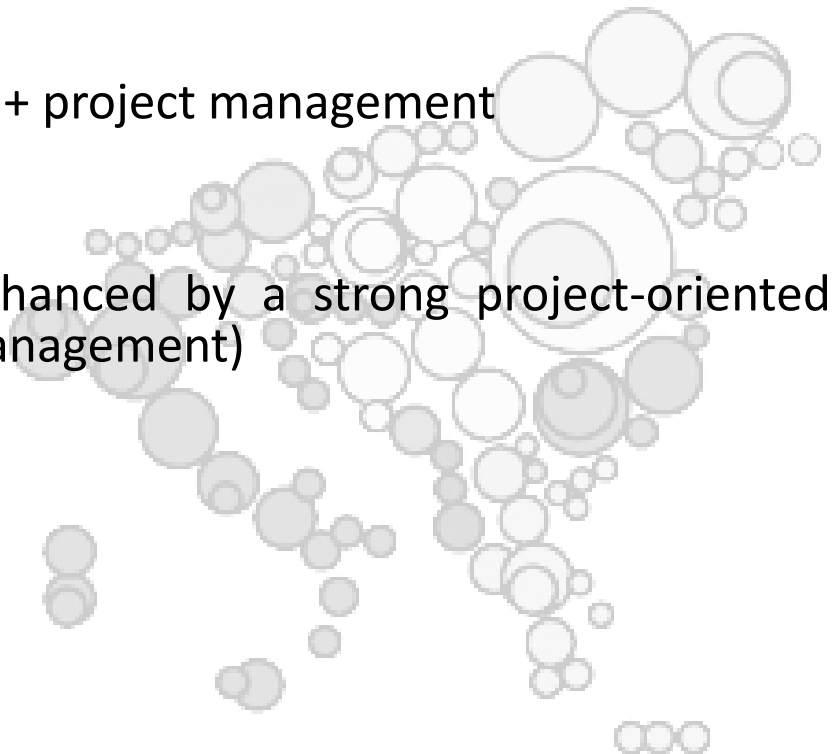 + project management
hanced by a strong project-oriented
anagement)